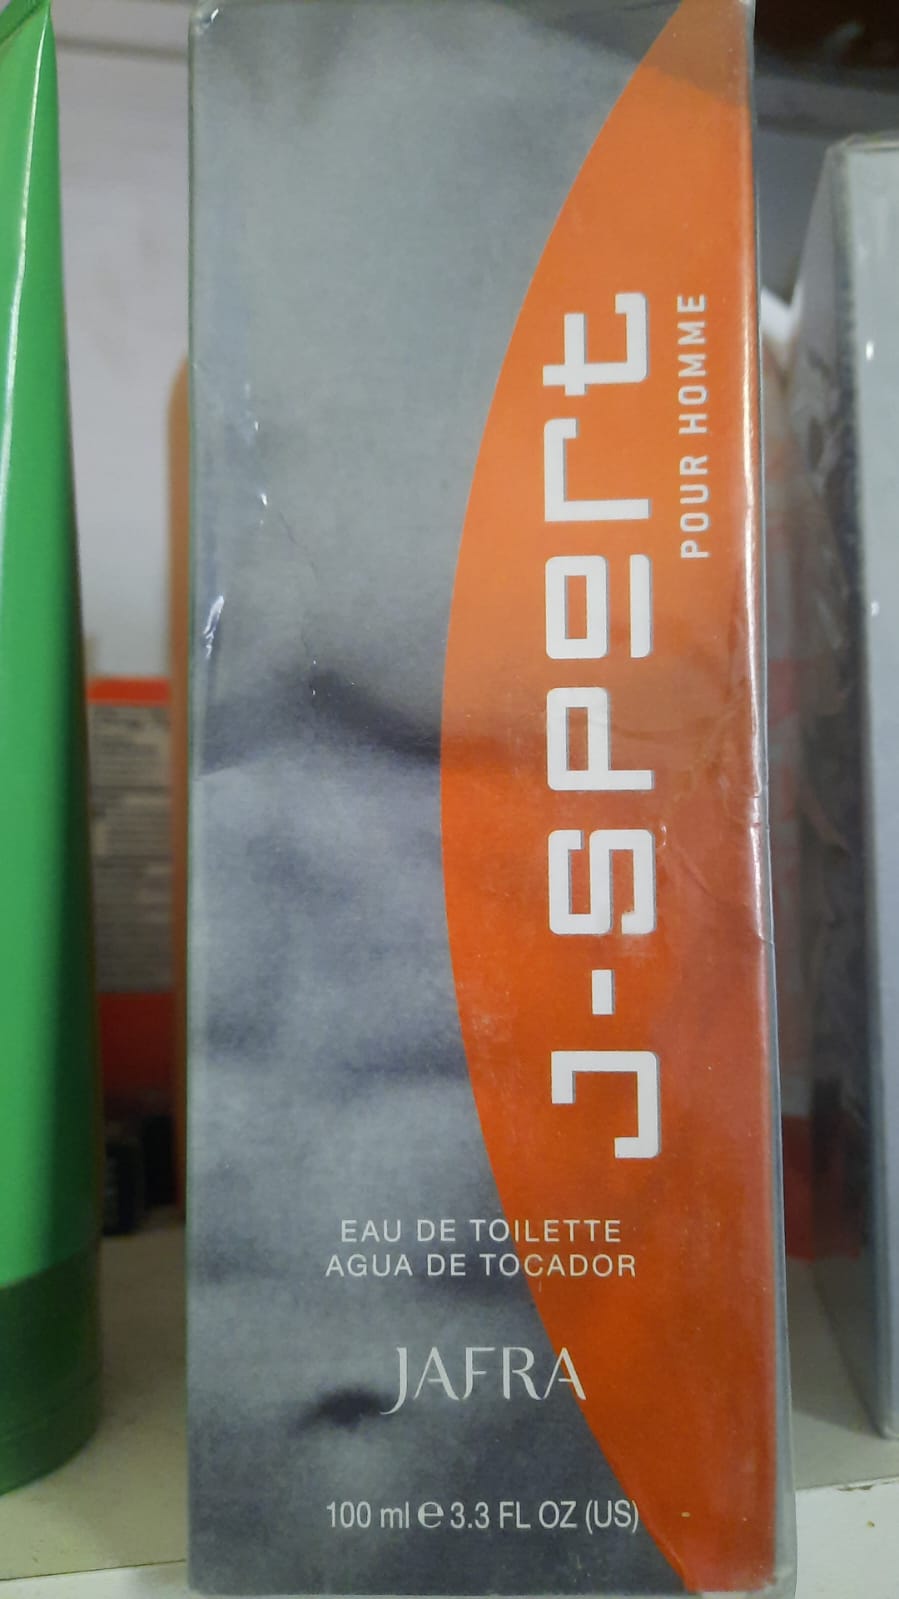 J-SPORT
POUR HOMME
EAU DE TOILETTE
AGUA DE TOCADOR
JAFRA
100 ml ℮ 3.3 FL OZ (US)